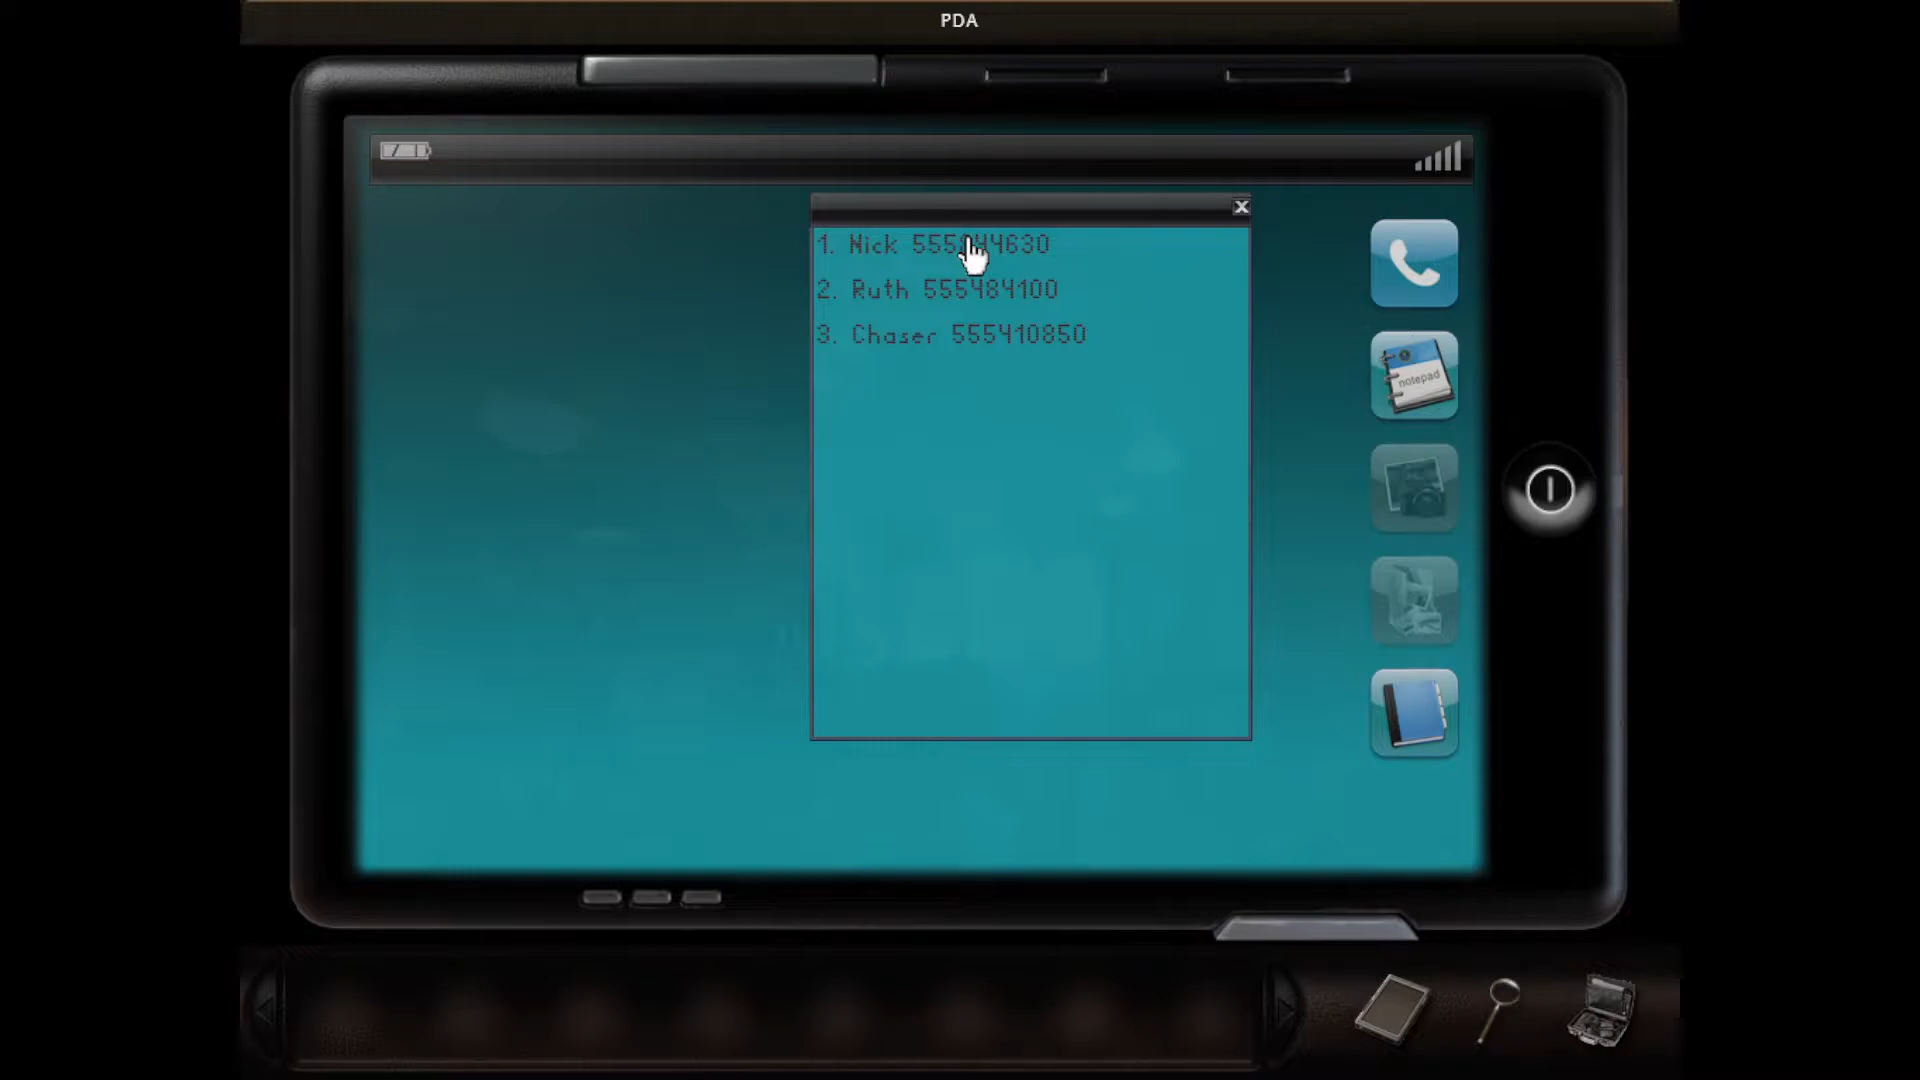 PDA
1. Nick
2. Ruth 555484100
3. Chaser 555410850
notepad